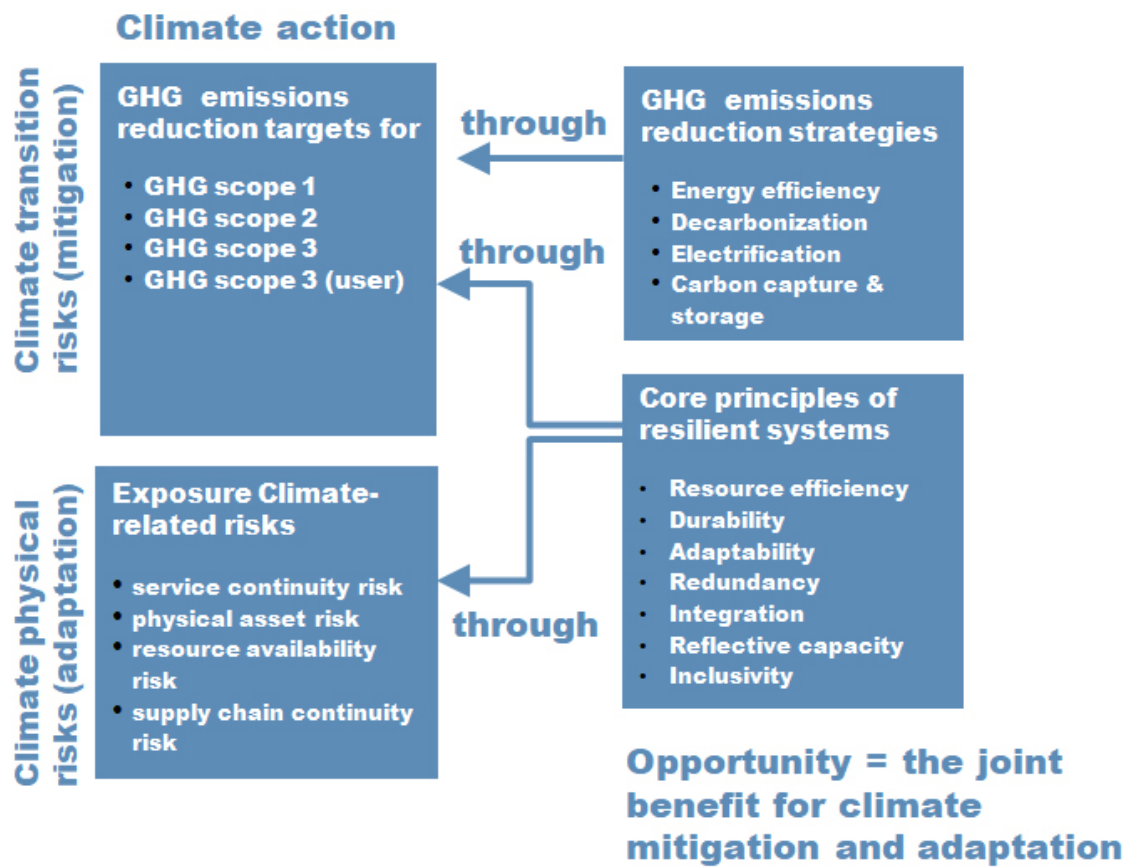 Climate action
Climate transition
risks (mitigation)
GHG emissions
reduction targets for
• GHG scope 1
• GHG scope 2
• GHG scope 3
• GHG scope 3 (user)
through
through
GHG emissions
reduction strategies
• Energy efficiency
• Decarbonization
• Electrification
• Carbon capture &
storage
Climate physical
risks (adaptation)
Exposure Climate-
related risks
• service continuity risk
• physical asset risk
• resource availability
risk
• supply chain continuity
risk
through
Core principles of
resilient systems
• Resource efficiency
• Durability
• Adaptability
• Redundancy
• Integration
• Reflective capacity
• Inclusivity
Opportunity = the joint
benefit for climate
mitigation and adaptation